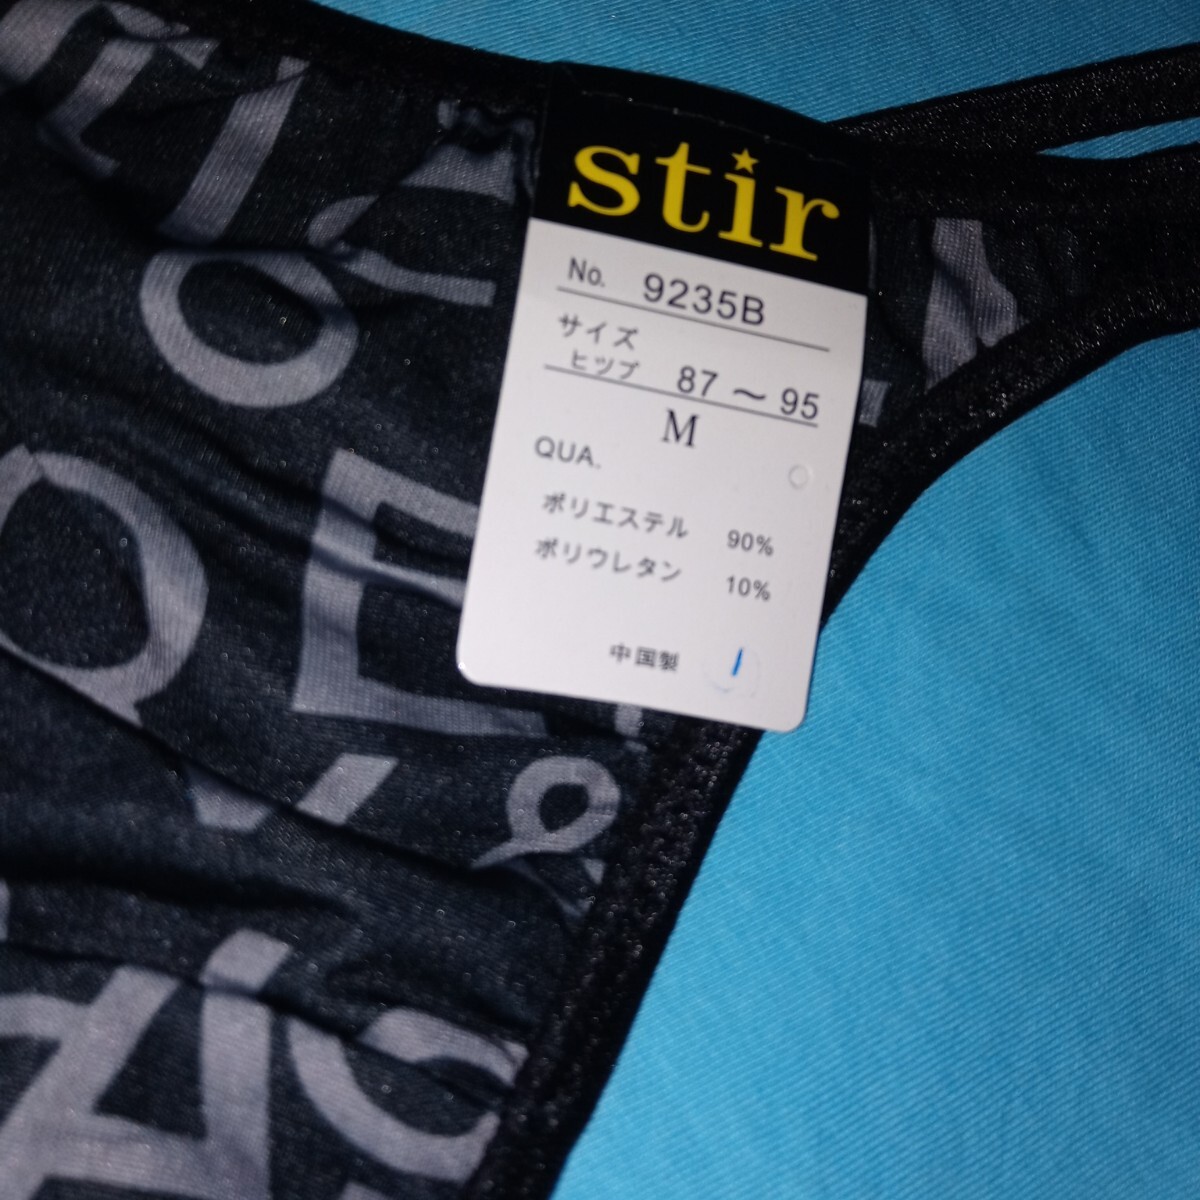 stir
No. 9235B
サイズ
ヒップ 87～95
M
QUA.
ポリエステル 90%
ポリウレタン 10%
中国製